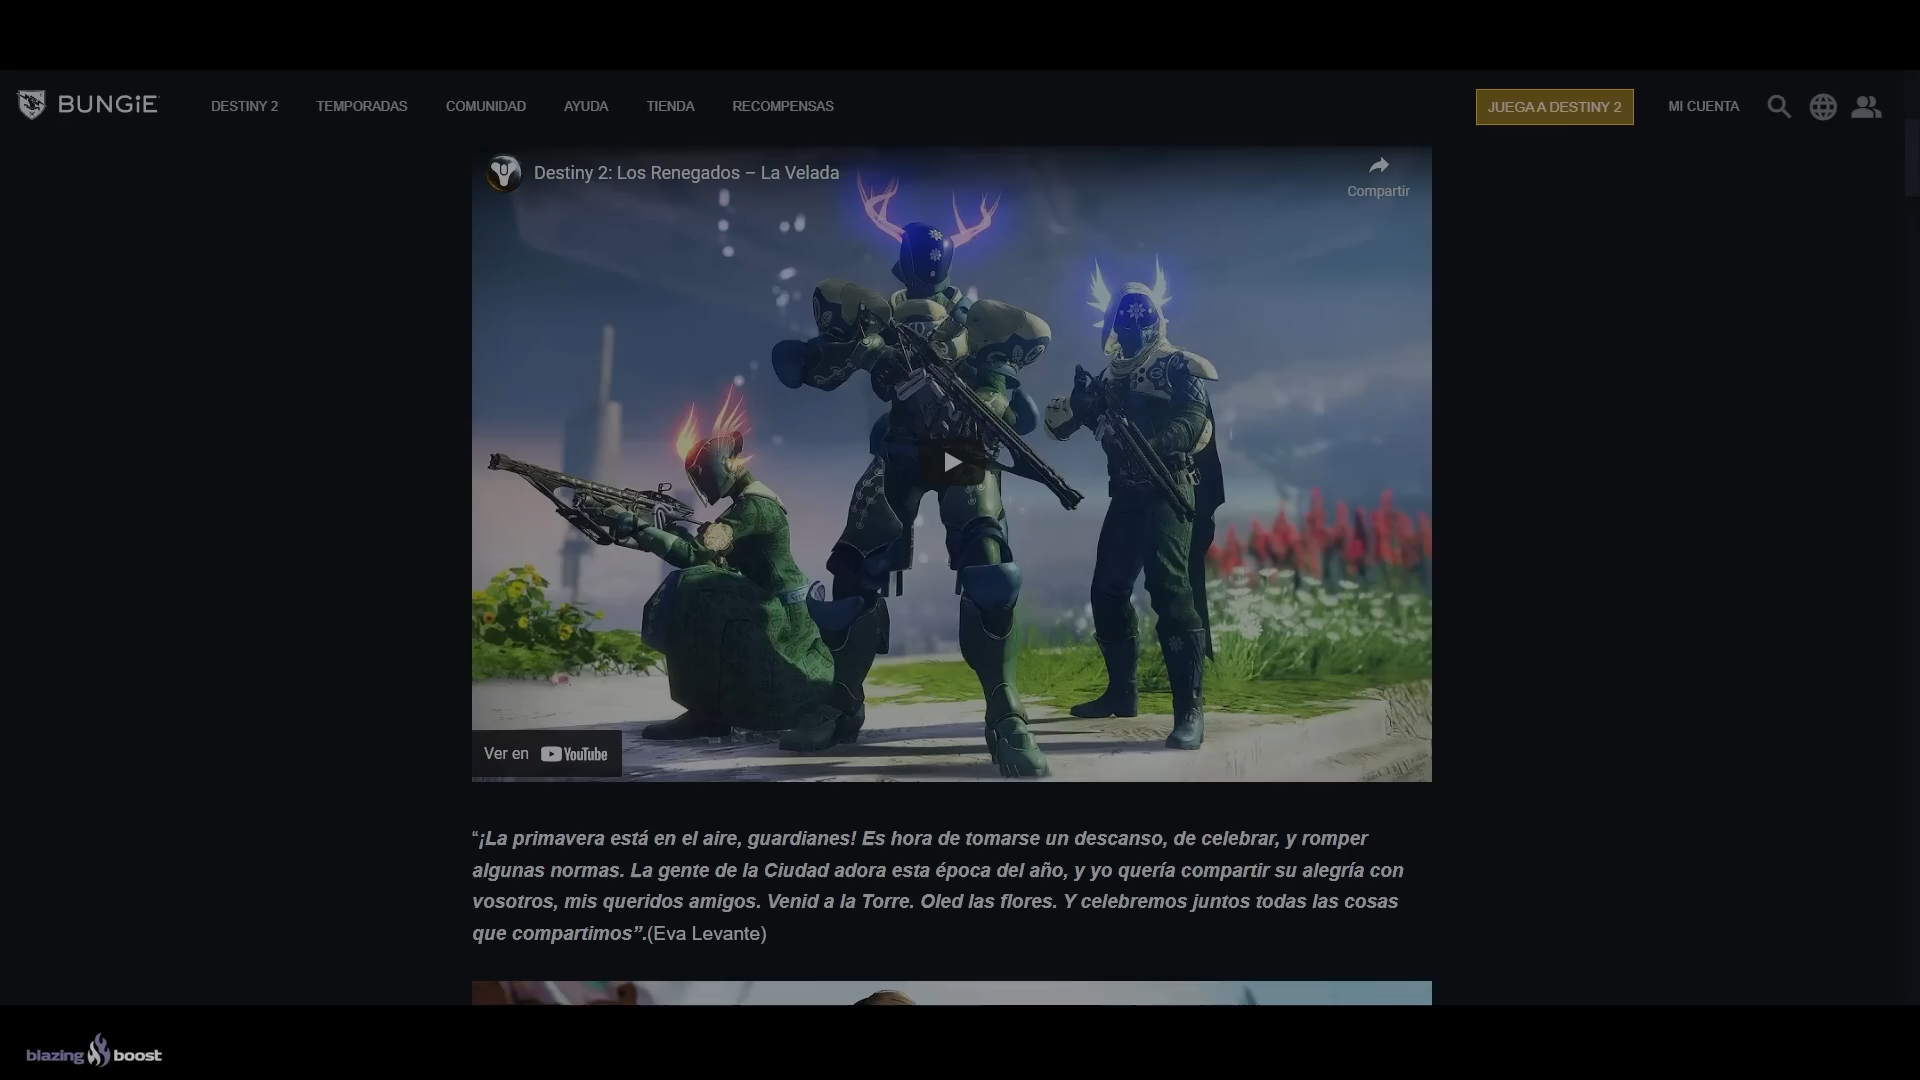 BUNGiE
DESTINY 2
TEMPORADAS
COMUNIDAD
AYUDA
TIENDA
RECOMPENSAS
JUEGA A DESTINY 2
MI CUENTA
Destiny 2: Los Renegados – La Velada
Compartir
Ver en YouTube
“¡La primavera está en el aire, guardianes! Es hora de tomarse un descanso, de celebrar, y romper
algunas normas. La gente de la Ciudad adora esta época del año, y yo quería compartir su alegría con
vosotros, mis queridos amigos. Venid a la Torre. Oled las flores. Y celebremos juntos todas las cosas
que compartimos”.(Eva Levante)
blazing boost